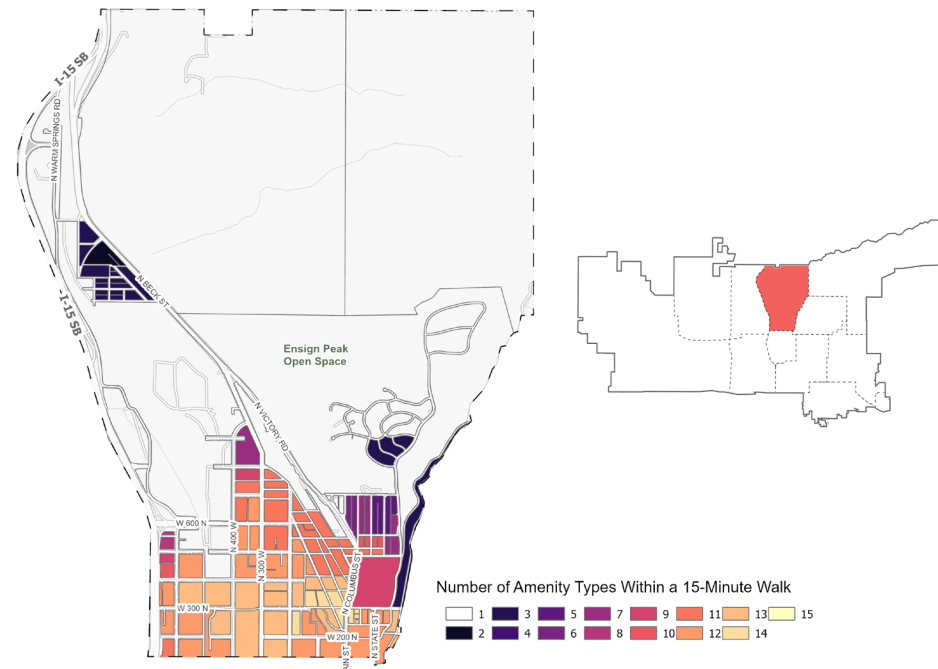 I-15 SB
N WARM SPRINGS RD
N BECK ST
I-15 SB
Ensign Peak
Open Space
N VICTORY RD
W 600 N
N 400 W
N 300 W
N COLUMBUS ST
W 300 N
W 200 N
N STATE ST
AIN ST
Number of Amenity Types Within a 15-Minute Walk
1 3 5 7 9 11 13 15
2 4 6 8 10 12 14